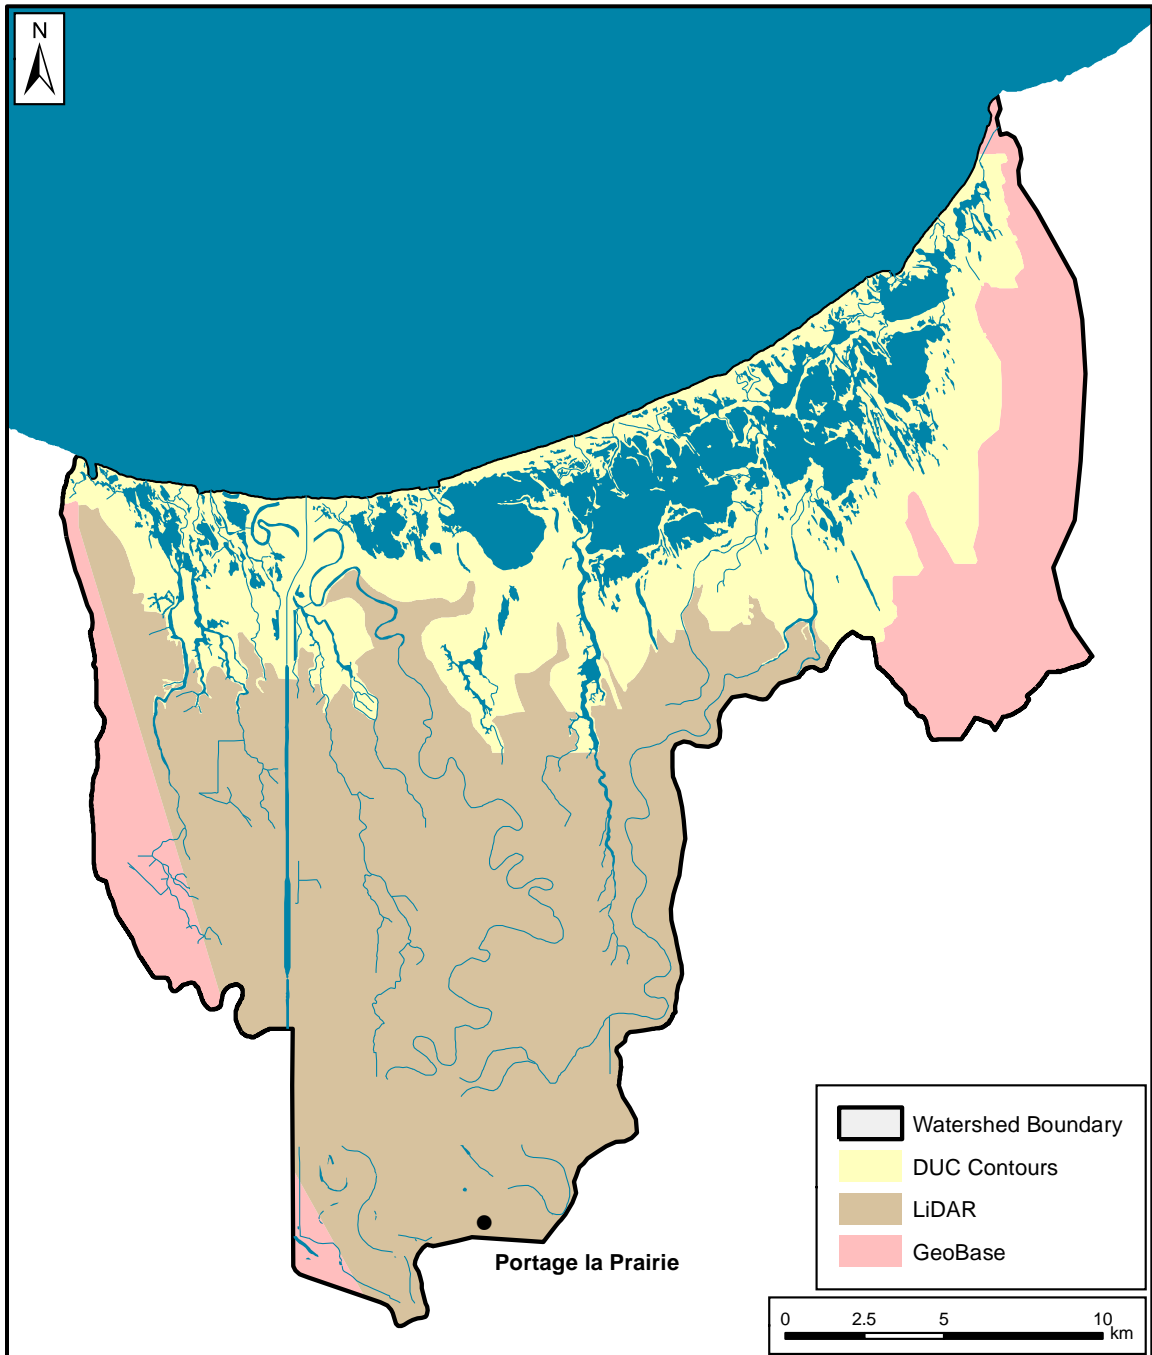 N
Watershed Boundary
DUC Contours
LiDAR
GeoBase
Portage la Prairie
0 2.5 5 10
km